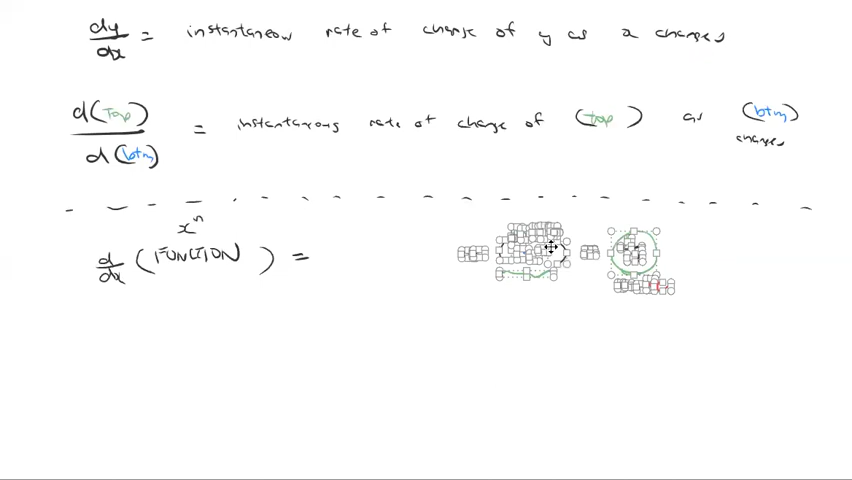 dy/dx = instantaneous rate of change of y as x changes
d(Top)/d(btm) = instantaneous rate of change of (top) as (btm) changes
x^n
d/dx (FUNCTION) =